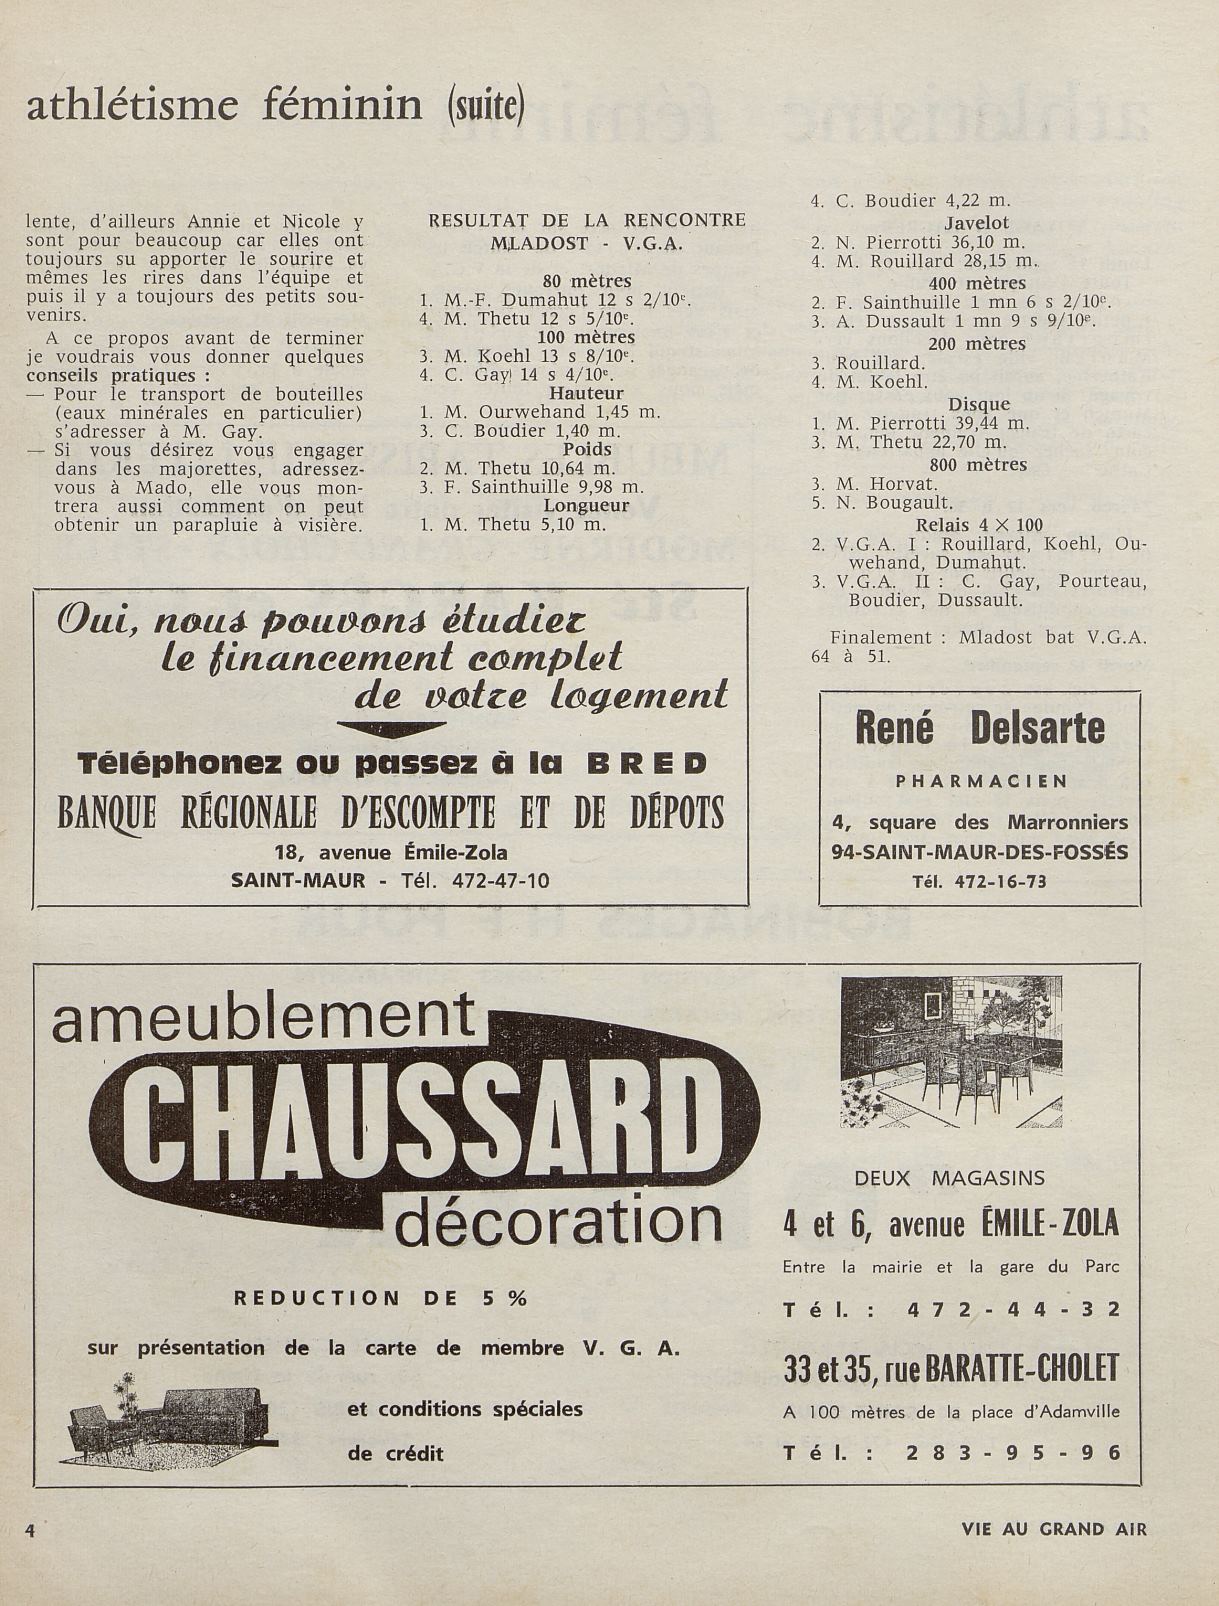 athlétisme féminin (suite)
lente, d'ailleurs Annie et Nicole y
sont pour beaucoup car elles ont
toujours su apporter le sourire et
mêmes les rires dans l'équipe et
puis il y a toujours des petits sou-
venirs.
A ce propos avant de terminer
je voudrais vous donner quelques
conseils pratiques :
— Pour le transport de bouteilles
(eaux minérales en particulier)
s'adresser à M. Gay.
— Si vous désirez vous engager
dans les majorettes, adressez-
vous à Mado, elle vous mon-
trera aussi comment on peut
obtenir un parapluie à visière.
RESULTAT DE LA RENCONTRE
MLADOST - V.G.A.
80 mètres
1. M.-F. Dumahut 12 s 2/10e.
4. M. Thetu 12 s 5/10e.
100 mètres
3. M. Koehl 13 s 8/10e.
4. C. Gay 14 s 4/10e.
Hauteur
1. M. Ourwehand 1,45 m.
3. C. Boudier 1,40 m.
Poids
2. M. Thetu 10,64 m.
3. F. Sainthuille 9,98 m.
Longueur
1. M. Thetu 5,10 m.
4. C. Boudier 4,22 m.
Javelot
2. N. Pierrotti 36,10 m.
4. M. Rouillard 28,15 m.
400 mètres
2. F. Sainthuille 1 mn 6 s 2/10e.
3. A. Dussault 1 mn 9 s 9/10e.
200 mètres
3. Rouillard.
4. M. Koehl.
Disque
1. M. Pierrotti 39,44 m.
3. M. Thetu 22,70 m.
800 mètres
3. M. Horvat.
5. N. Bougault.
Relais 4 X 100
2. V.G.A. I : Rouillard, Koehl, Ou-
wehand, Dumahut.
3. V.G.A. II : C. Gay, Pourteau,
Boudier, Dussault.
Finalement : Mladost bat V.G.A.
64 à 51.
Oui, nous pouvons étudier
le financement complet
de votre logement
Téléphonez ou passez à la BRED
BANQUE RÉGIONALE D'ESCOMPTE ET DE DÉPOTS
18, avenue Émile-Zola
SAINT-MAUR - Tél. 472-47-10
René Delsarte
PHARMACIEN
4, square des Marronniers
94-SAINT-MAUR-DES-FOSSÉS
Tél. 472-16-73
ameublement
CHAUSSARD
décoration
REDUCTION DE 5 %
sur présentation de la carte de membre V. G. A.
et conditions spéciales
de crédit
DEUX MAGASINS
4 et 6, avenue ÉMILE-ZOLA
Entre la mairie et la gare du Parc
Tél. : 472-44-32
33 et 35, rue BARATTE-CHOLET
A 100 mètres de la place d'Adamville
Tél. : 283-95-96
4
VIE AU GRAND AIR